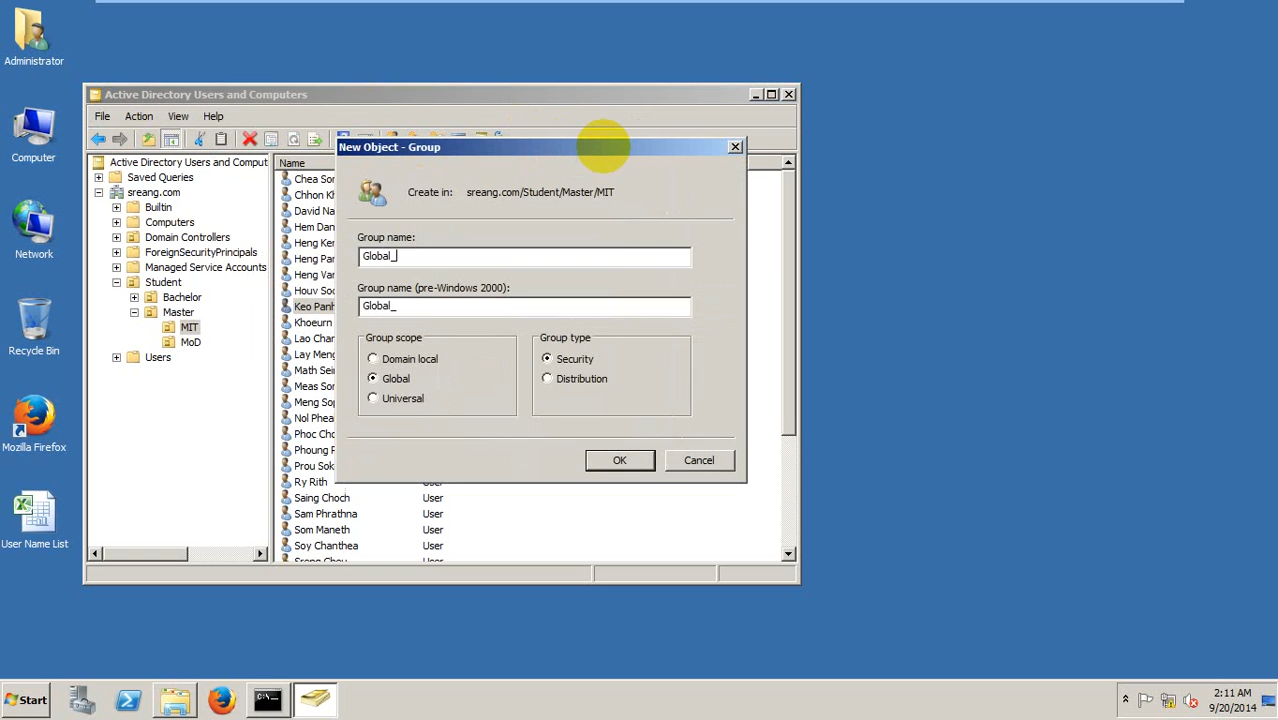 Administrator
Computer
Network
Recycle Bin
Mozilla Firefox
User Name List
Active Directory Users and Computers
File Action View Help
Active Directory Users and Comput
Saved Queries
sreang.com
Builtin
Computers
Domain Controllers
ForeignSecurityPrincipals
Managed Service Accounts
Student
Bachelor
Master
MIT
MoD
Users
Name
Chea Sor
Chhon Kh
David Na
Hem Dan
Heng Ker
Heng Par
Heng Van
Houv Soc
Keo Panh
Khoeurn
Lao Char
Lay Meng
Math Sein
Meas Sor
Meng Sop
Nol Pheal
Phoc Cho
Phoung R
Prou Sok
Ry Rith
Saing Choch User
Sam Phrathna User
Som Maneth User
Soy Chanthea User
New Object - Group
Create in: sreang.com/Student/Master/MIT
Group name:
Global_
Group name (pre-Windows 2000):
Global_
Group scope
Domain local
Global
Universal
Group type
Security
Distribution
OK
Cancel
Start
2:11 AM
9/20/2014